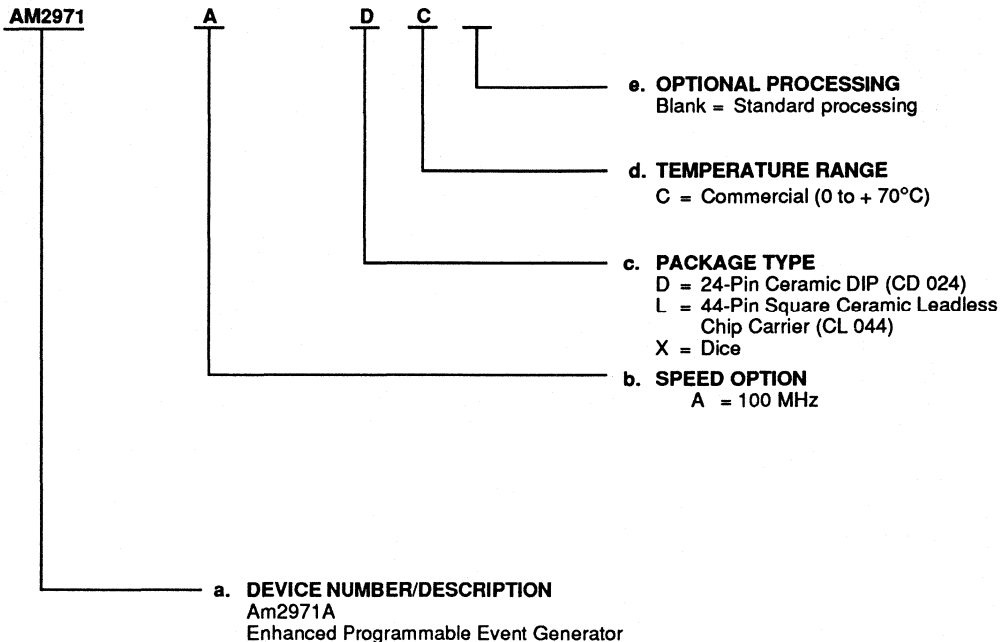 AM2971 A D C
e. OPTIONAL PROCESSING
Blank = Standard processing
d. TEMPERATURE RANGE
C = Commercial (0 to + 70°C)
c. PACKAGE TYPE
D = 24-Pin Ceramic DIP (CD 024)
L = 44-Pin Square Ceramic Leadless
Chip Carrier (CL 044)
X = Dice
b. SPEED OPTION
A = 100 MHz
a. DEVICE NUMBER/DESCRIPTION
Am2971A
Enhanced Programmable Event Generator